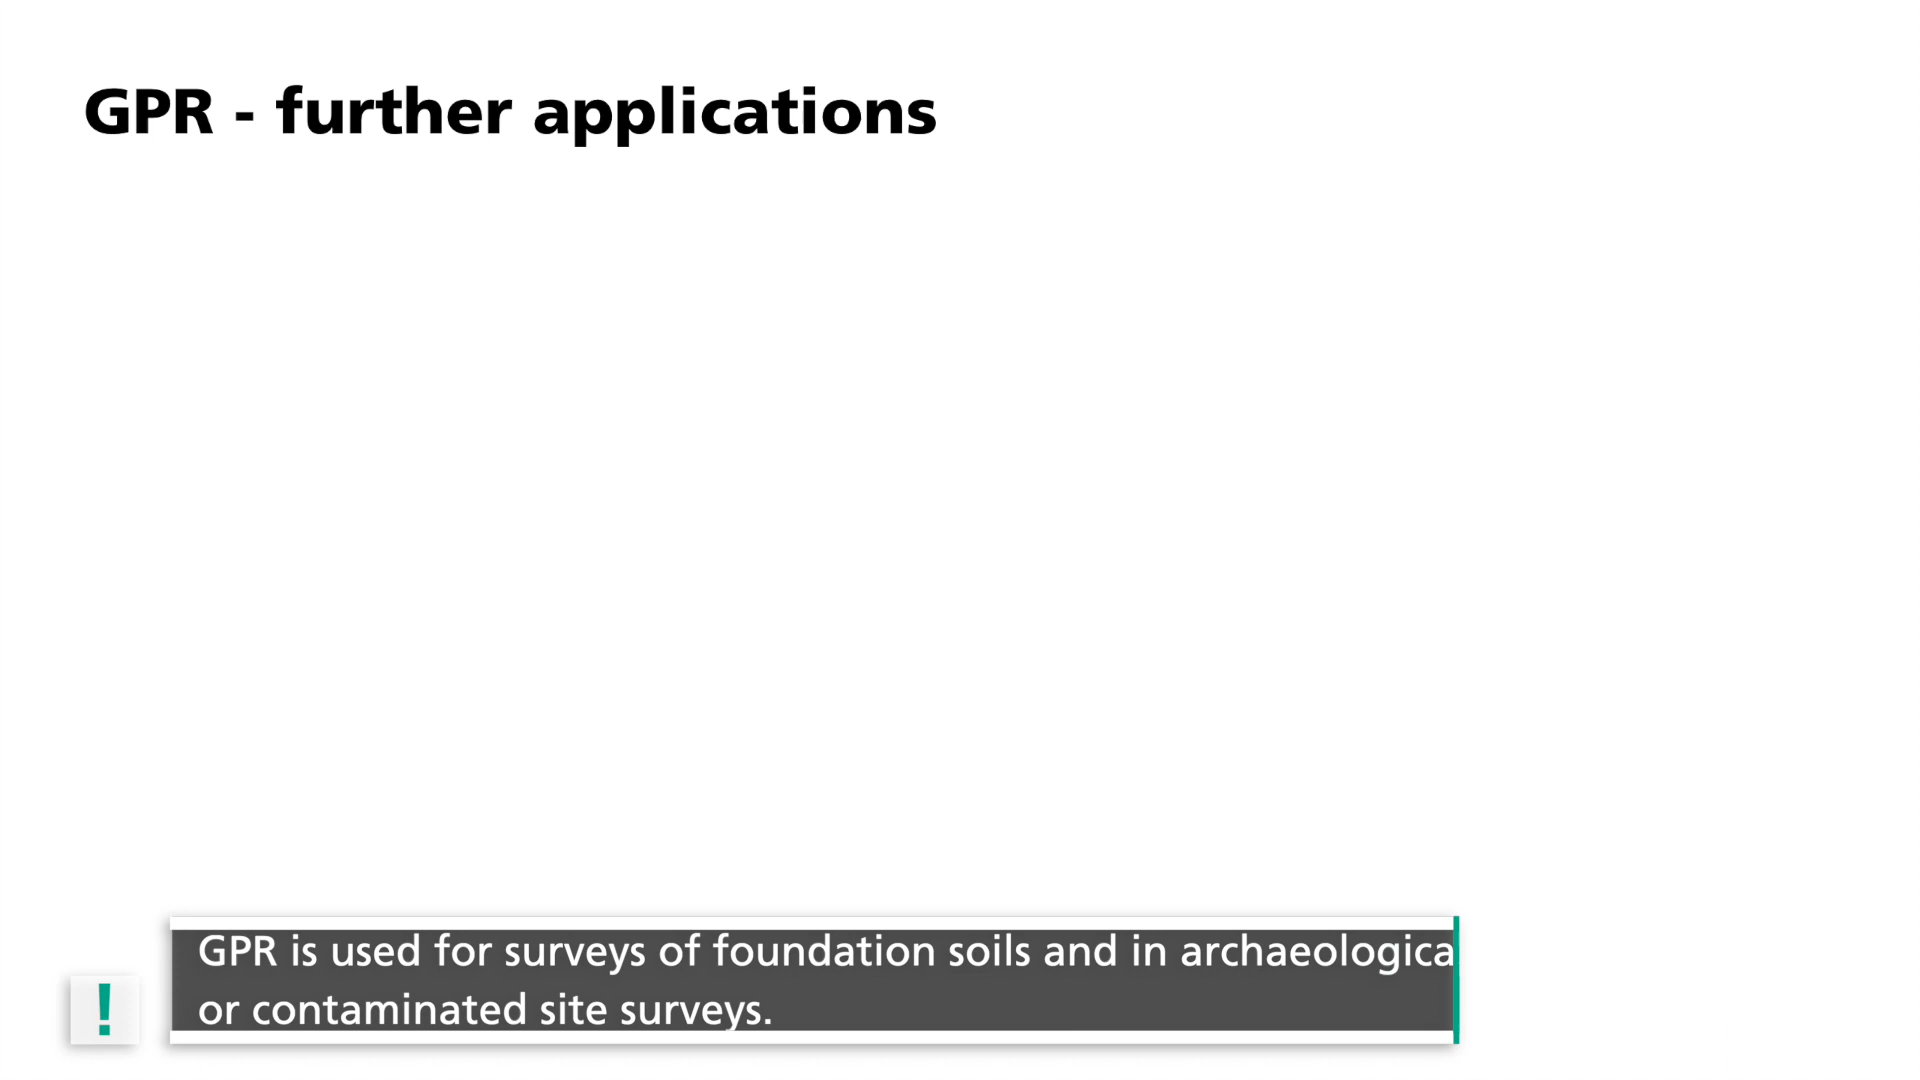 GPR - further applications
GPR is used for surveys of foundation soils and in archaeologica
or contaminated site surveys.
!